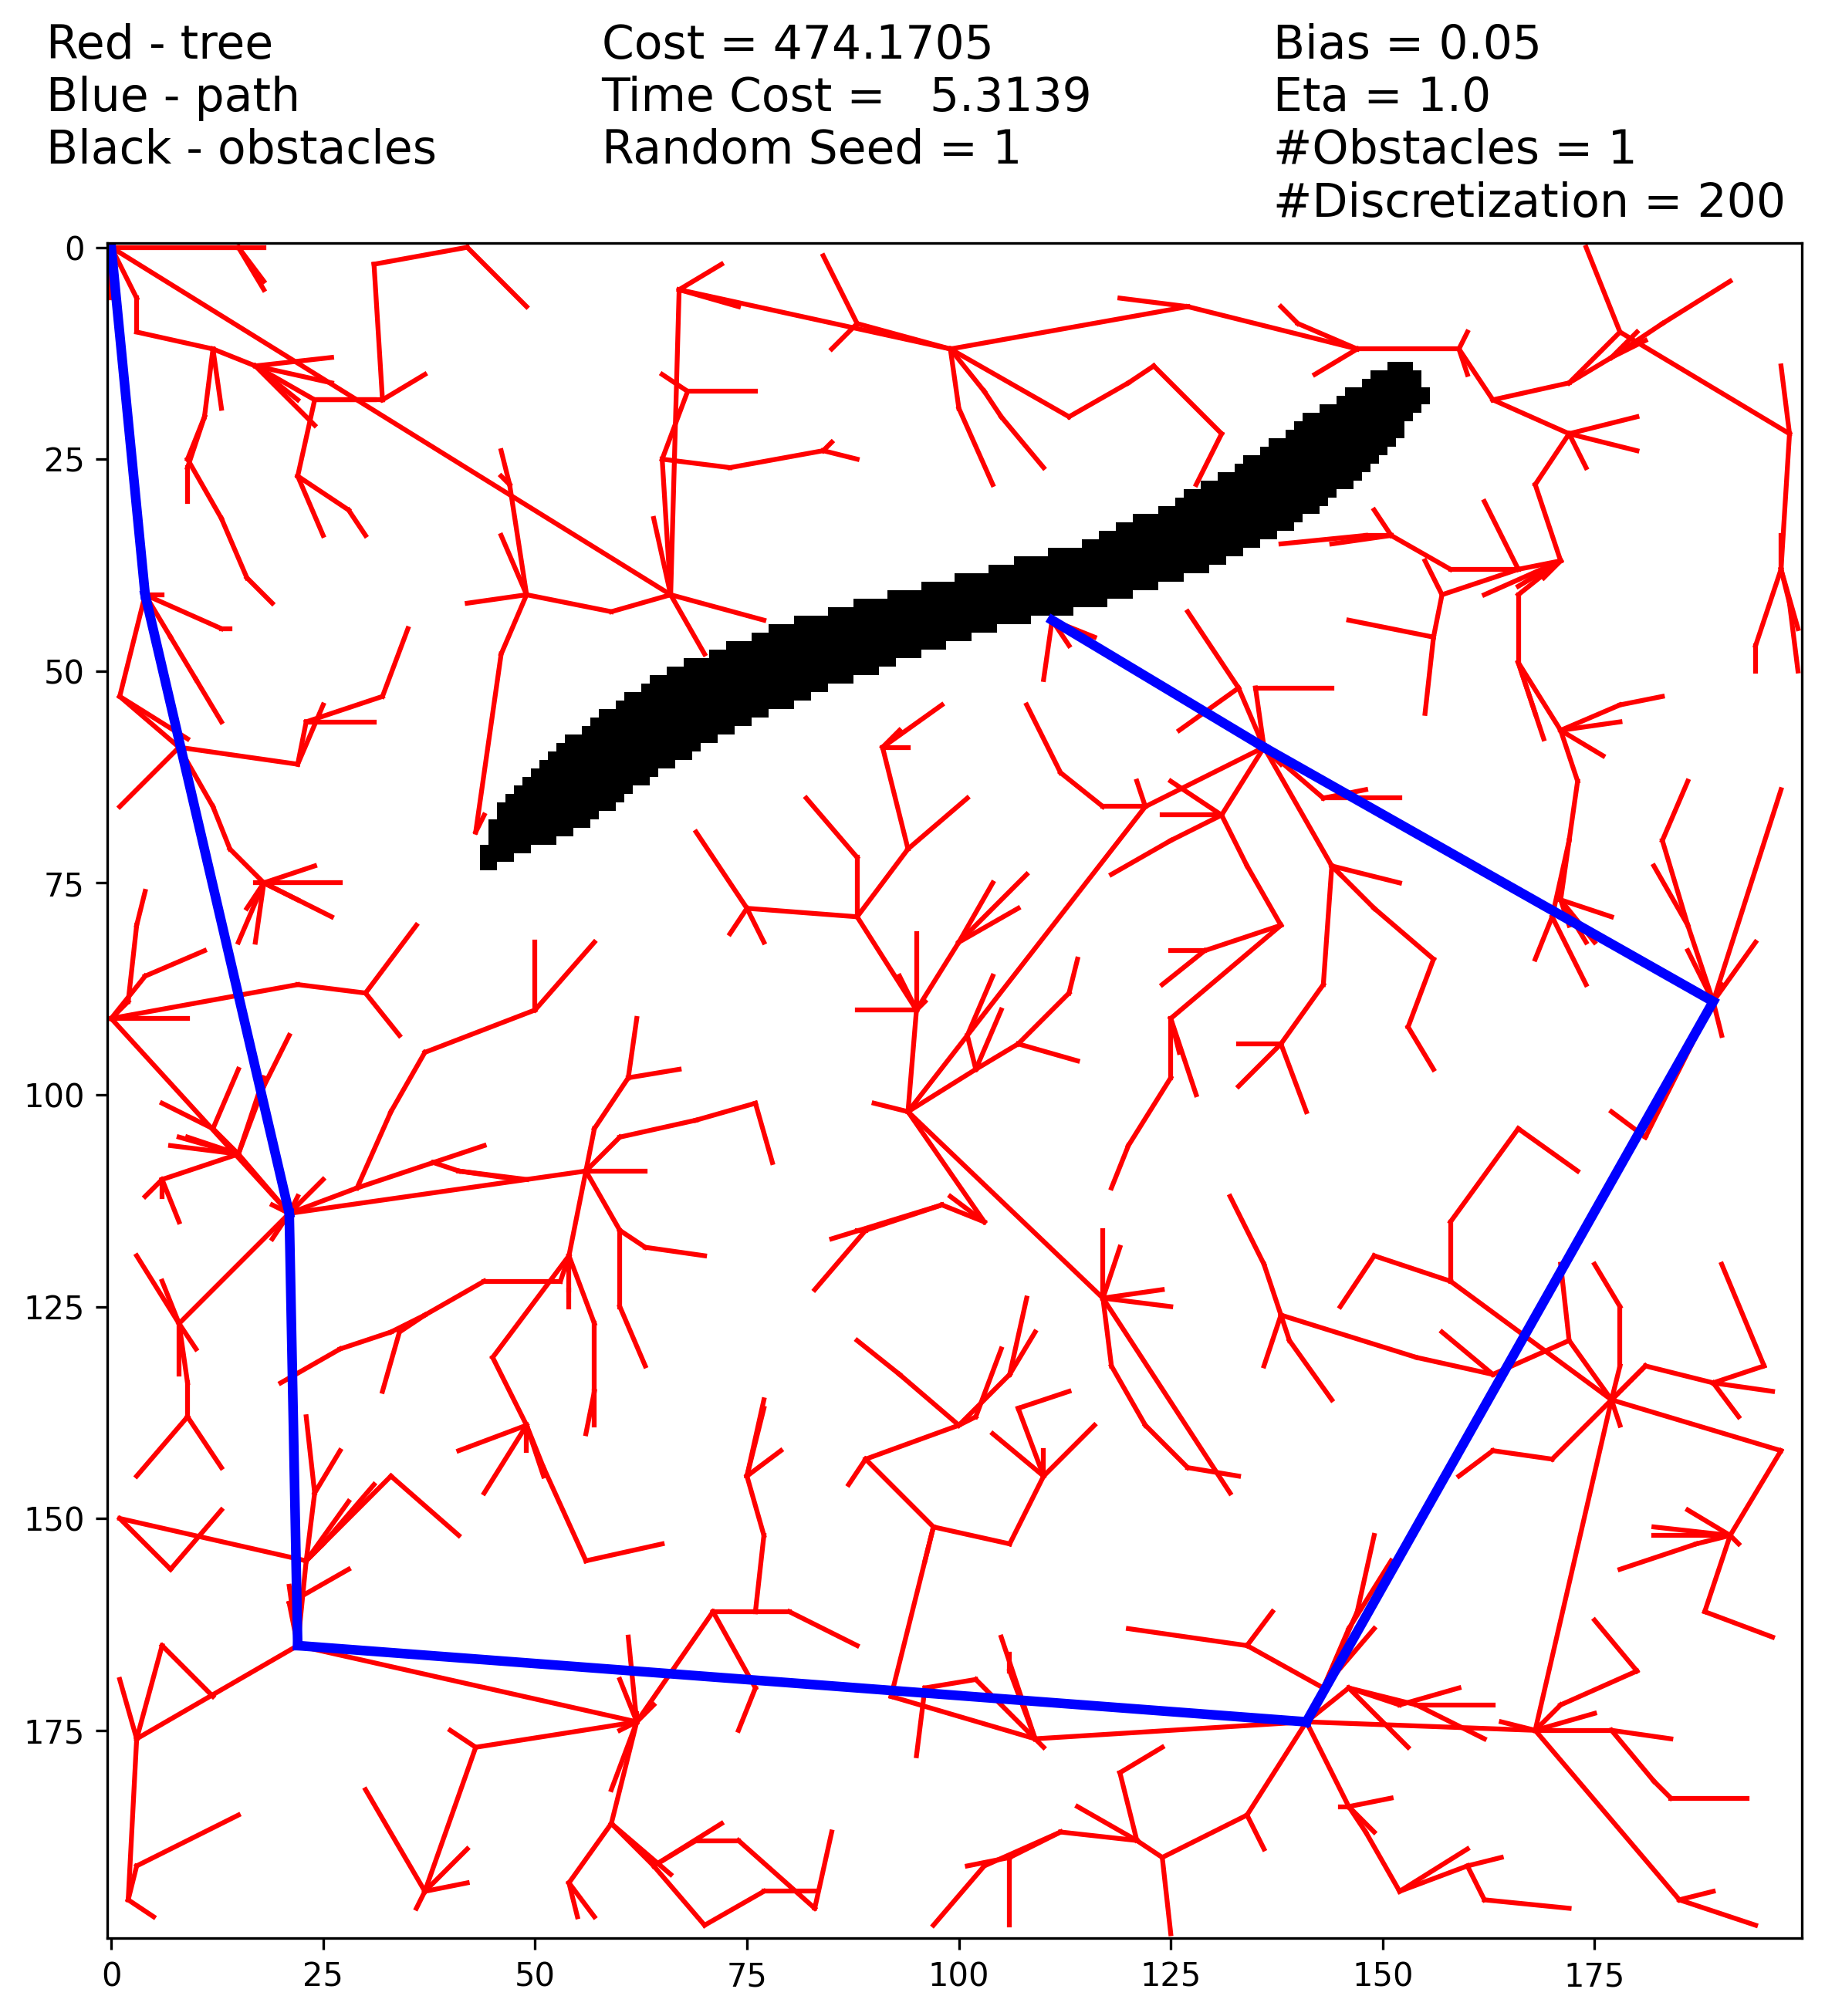 Red - tree
Blue - path
Black - obstacles
Cost = 474.1705
Time Cost =   5.3139
Random Seed = 1
Bias = 0.05
Eta = 1.0
#Obstacles = 1
#Discretization = 200
0
25
50
75
100
125
150
175
0 25 50 75 100 125 150 175